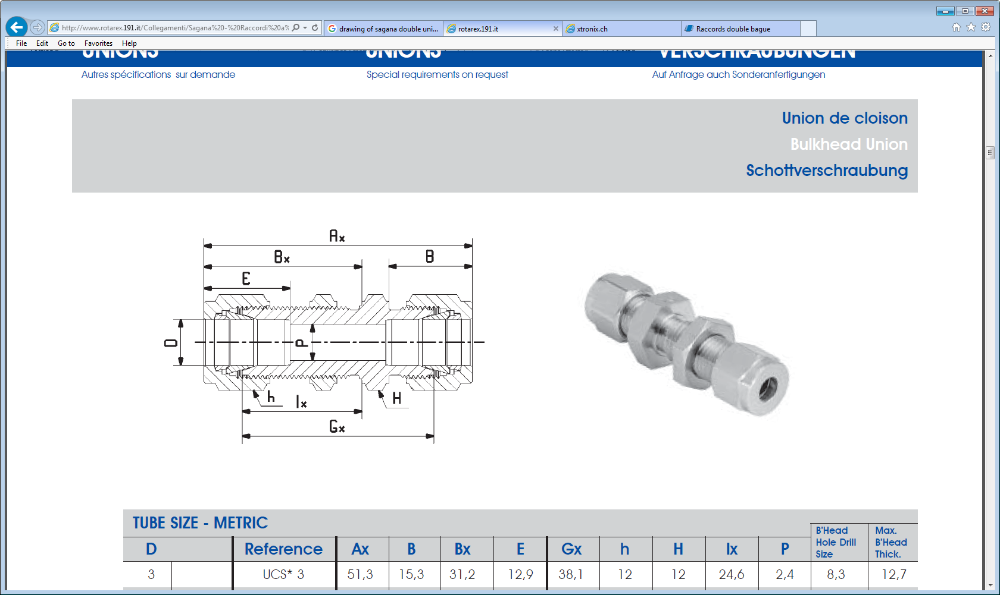 http://www.rotarex.191.it/Collegamenti/Sagana%20-%20Raccordi%20a%
drawing of sagana double uni...
rotarex.191.it
xtronix.ch
Raccords double bague
File Edit Go to Favorites Help
UNIONS UNIONS VERSCHRAUBUNGEN
Autres spécifications sur demande Special requirements on request Auf Anfrage auch Sonderanfertigungen
Union de cloison
Bulkhead Union
Schottverschraubung
Ax
Bx B
E
D P
h H
Ix
Gx
TUBE SIZE - METRIC
D Reference Ax B Bx E Gx h H Ix P B'Head Hole Drill Size Max. B'Head Thick.
3 UCS* 3 51,3 15,3 31,2 12,9 38,1 12 12 24,6 2,4 8,3 12,7